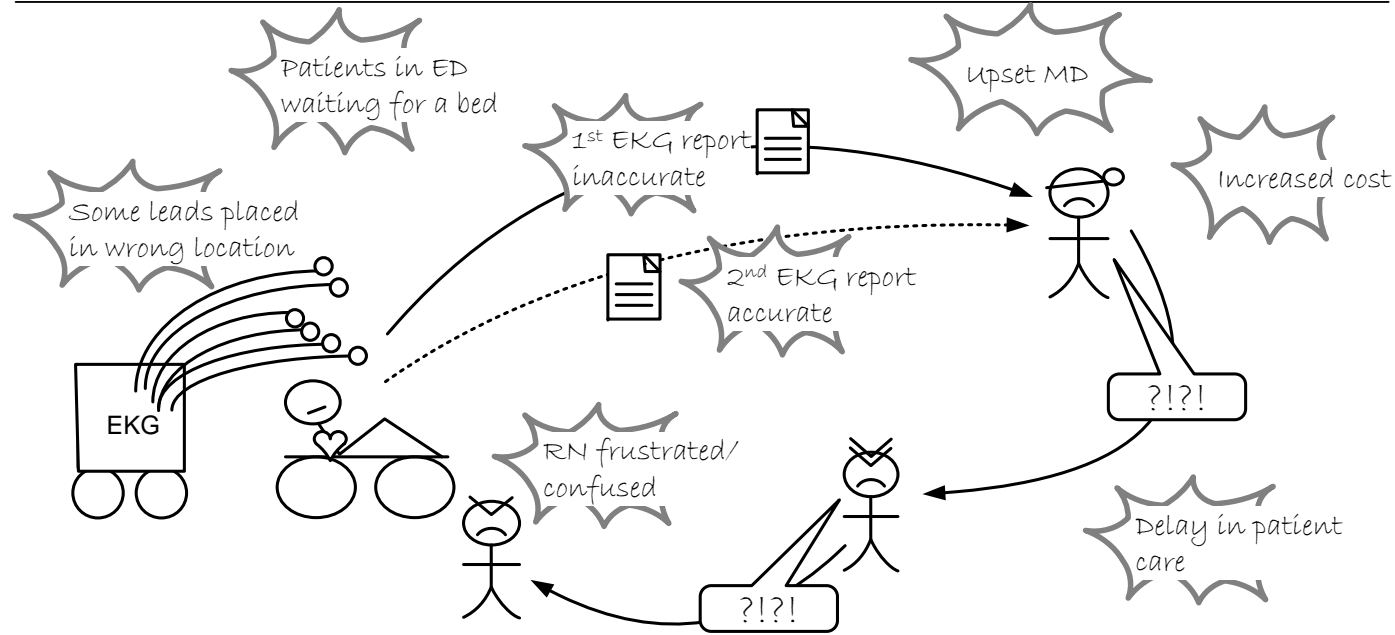 Patients in ED
waiting for a bed
Upset MD
1st EKG report
inaccurate
Increased cost
Some leads placed
in wrong location
2nd EKG report
accurate
EKG
?!?!
RN frustrated/
confused
Delay in patient
care
?!?!